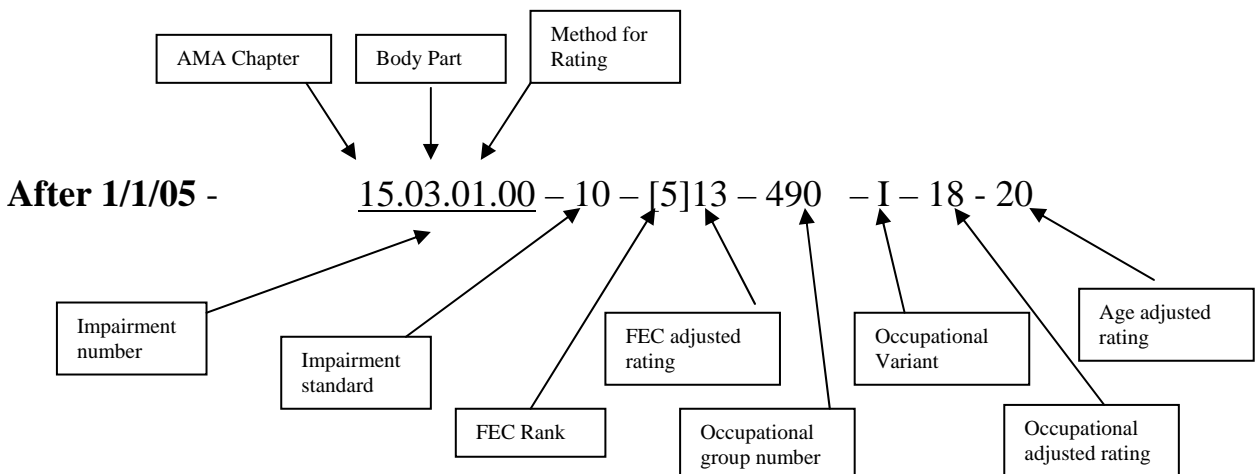 AMA Chapter
Body Part
Method for
Rating
After 1/1/05 - 15.03.01.00 – 10 – [5]13 – 490 – I – 18 - 20
Impairment
number
Impairment
standard
FEC Rank
FEC adjusted
rating
Occupational
group number
Occupational
Variant
Occupational
adjusted rating
Age adjusted
rating